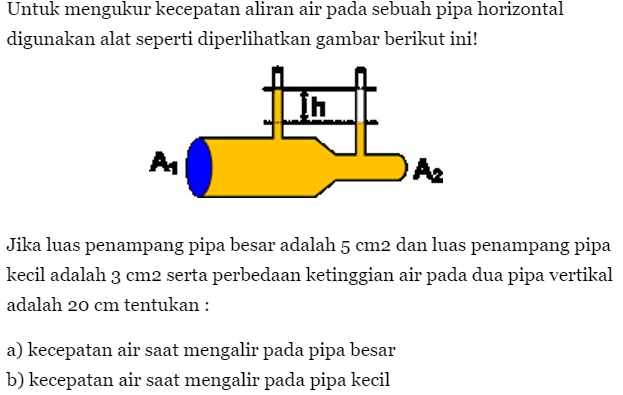 Untuk mengukur kecepatan aliran air pada sebuah pipa horizontal
digunakan alat seperti diperlihatkan gambar berikut ini!
h
A1
A2
Jika luas penampang pipa besar adalah 5 cm2 dan luas penampang pipa
kecil adalah 3 cm2 serta perbedaan ketinggian air pada dua pipa vertikal
adalah 20 cm tentukan :
a) kecepatan air saat mengalir pada pipa besar
b) kecepatan air saat mengalir pada pipa kecil